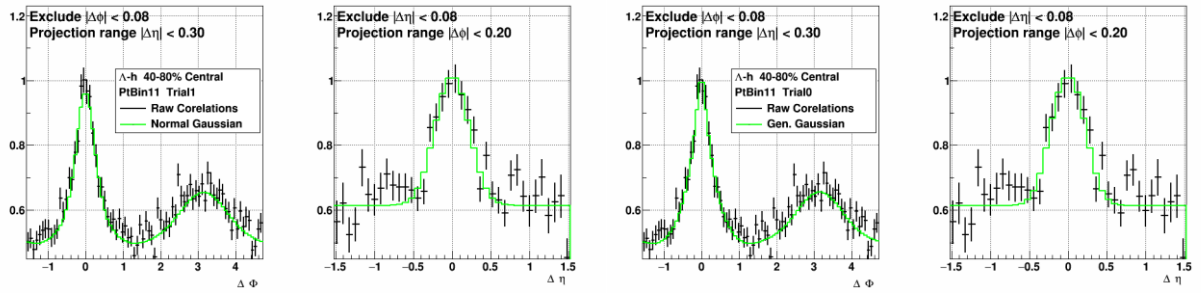 Exclude |Δϕ| < 0.08
Projection range |Δη| < 0.30
Λ-h 40-80% Central
PtBin11 Trial1
Raw Corelations
Normal Gaussian
1.2
1
0.8
0.6
−1 0 1 2 3 4
Δ Φ
Exclude |Δη| < 0.08
Projection range |Δϕ| < 0.20
1.2
1
0.8
0.6
−1.5 −1 −0.5 0 0.5 1 1.5
Δ η
Exclude |Δϕ| < 0.08
Projection range |Δη| < 0.30
Λ-h 40-80% Central
PtBin11 Trial0
Raw Corelations
Gen. Gaussian
1.2
1
0.8
0.6
−1 0 1 2 3 4
Δ Φ
Exclude |Δη| < 0.08
Projection range |Δϕ| < 0.20
1.2
1
0.8
0.6
−1.5 −1 −0.5 0 0.5 1 1.5
Δ η